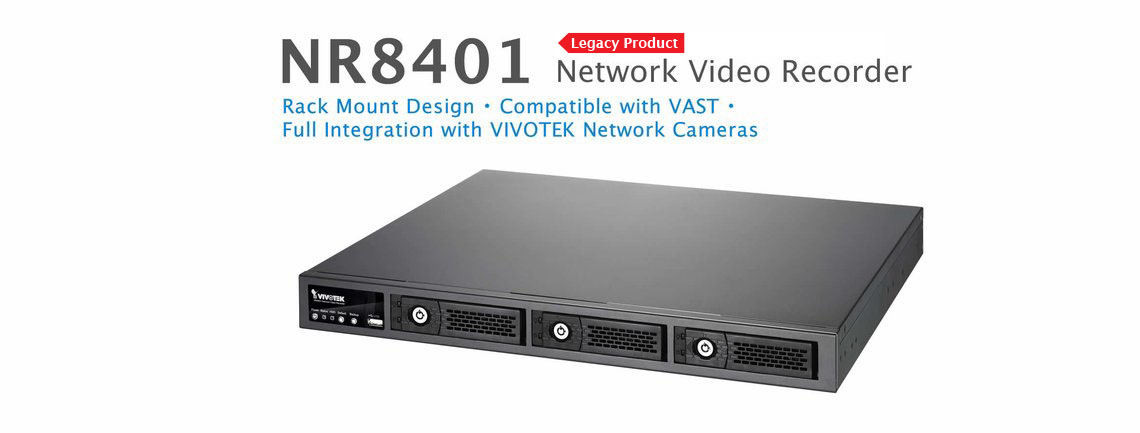 Legacy Product
NR8401 Network Video Recorder
Rack Mount Design • Compatible with VAST •
Full Integration with VIVOTEK Network Cameras
VIVOTEK